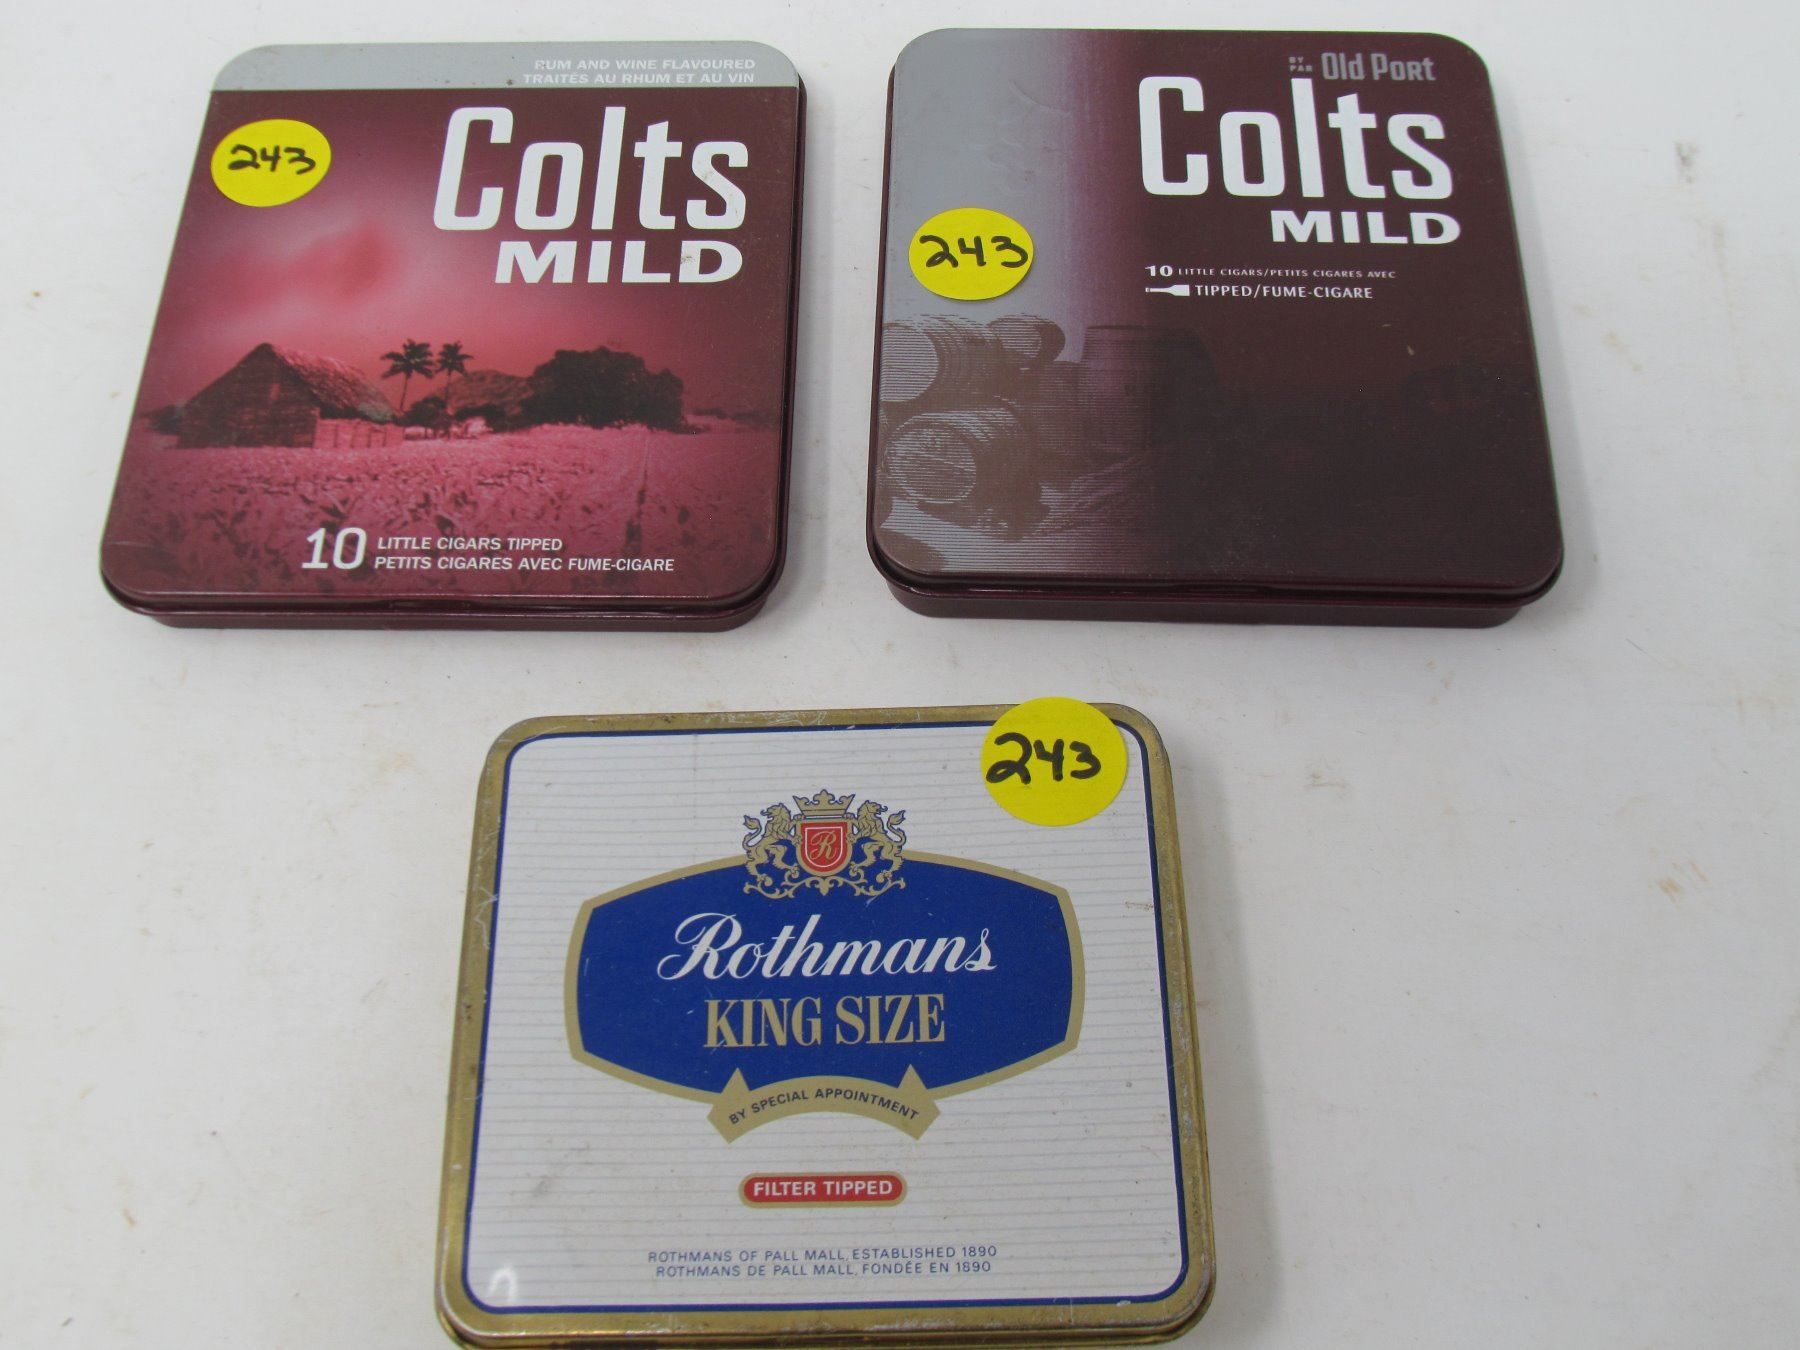 RUM AND WINE FLAVOURED
TRAITÉS AU RHUM ET AU VIN
Colts
MILD
243
10 LITTLE CIGARS TIPPED
PETITS CIGARES AVEC FUME-CIGARE
BY
PAR Old Port
Colts
MILD
243
10 LITTLE CIGARS/PETITS CIGARES AVEC
TIPPED/FUME-CIGARE
243
R
Rothmans
KING SIZE
BY SPECIAL APPOINTMENT
FILTER TIPPED
ROTHMANS OF PALL MALL, ESTABLISHED 1890
ROTHMANS DE PALL MALL, FONDÉE EN 1890